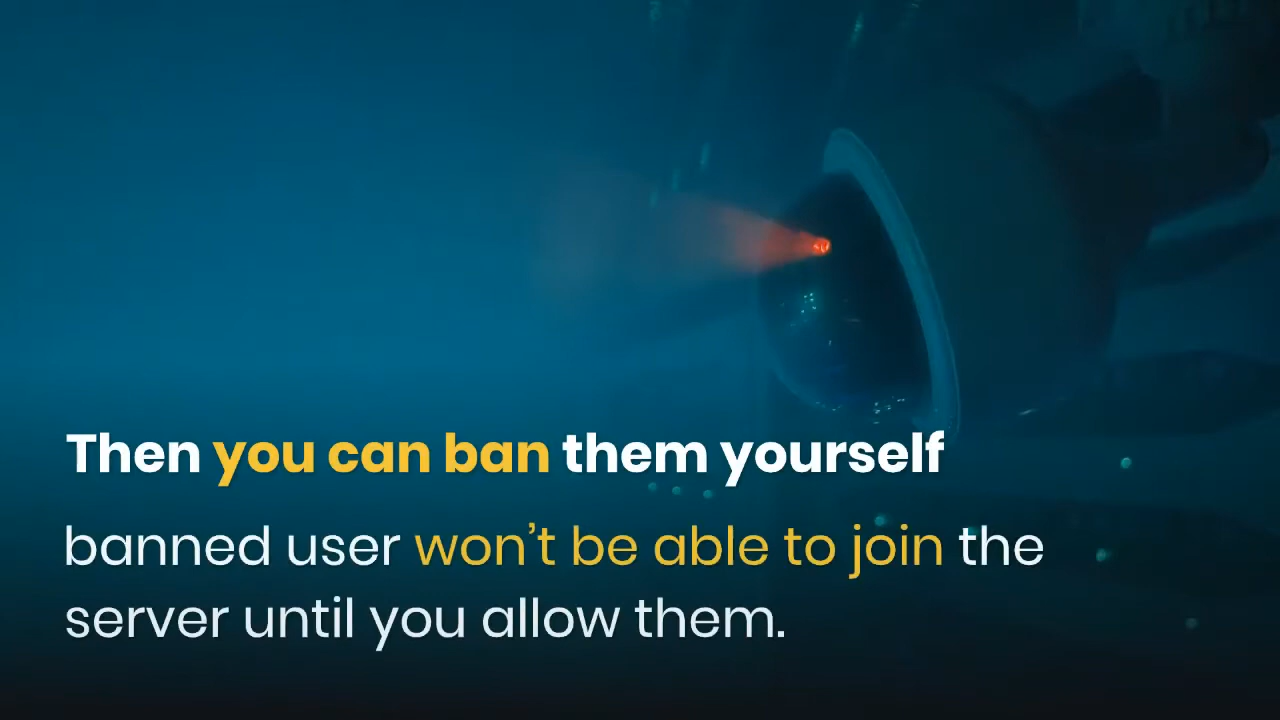 Then you can ban them yourself
banned user won’t be able to join the
server until you allow them.